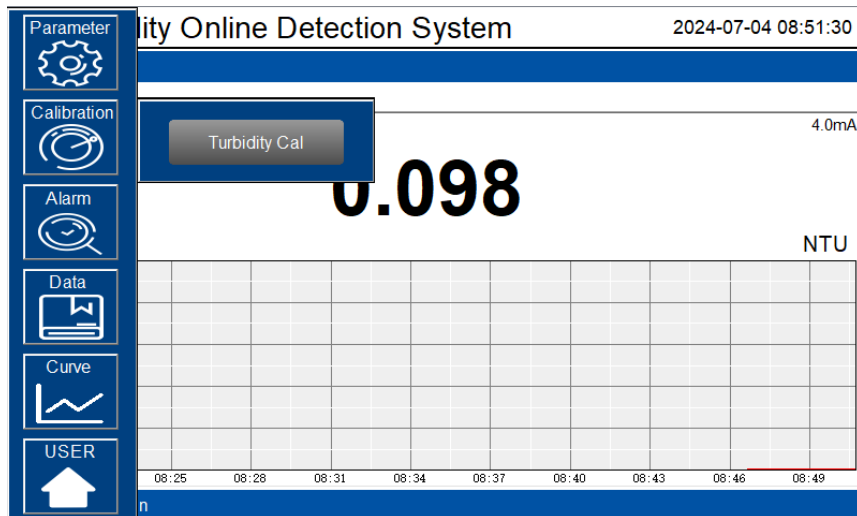 Parameter
lity Online Detection System
2024-07-04 08:51:30
Calibration
Turbidity Cal
4.0mA
0.098
Alarm
NTU
Data
Curve
USER
08:25 08:28 08:31 08:34 08:37 08:40 08:43 08:46 08:49
n